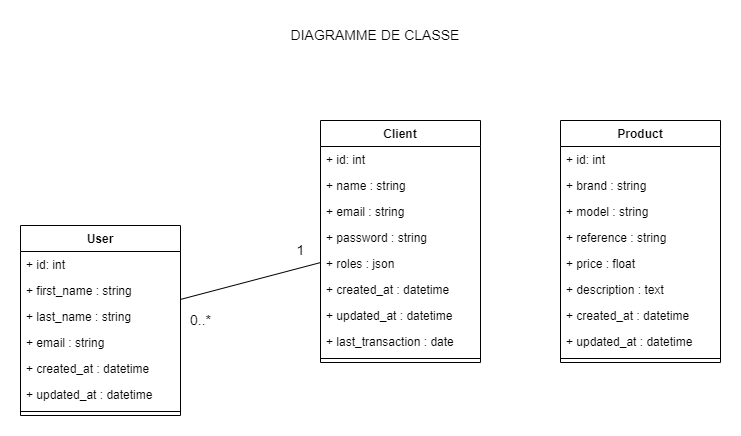 DIAGRAMME DE CLASSE
Client
+ id: int
+ name : string
+ email : string
+ password : string
+ roles : json
+ created_at : datetime
+ updated_at : datetime
+ last_transaction : date
Product
+ id: int
+ brand : string
+ model : string
+ reference : string
+ price : float
+ description : text
+ created_at : datetime
+ updated_at : datetime
User
+ id: int
+ first_name : string
+ last_name : string
+ email : string
+ created_at : datetime
+ updated_at : datetime
1
0..*